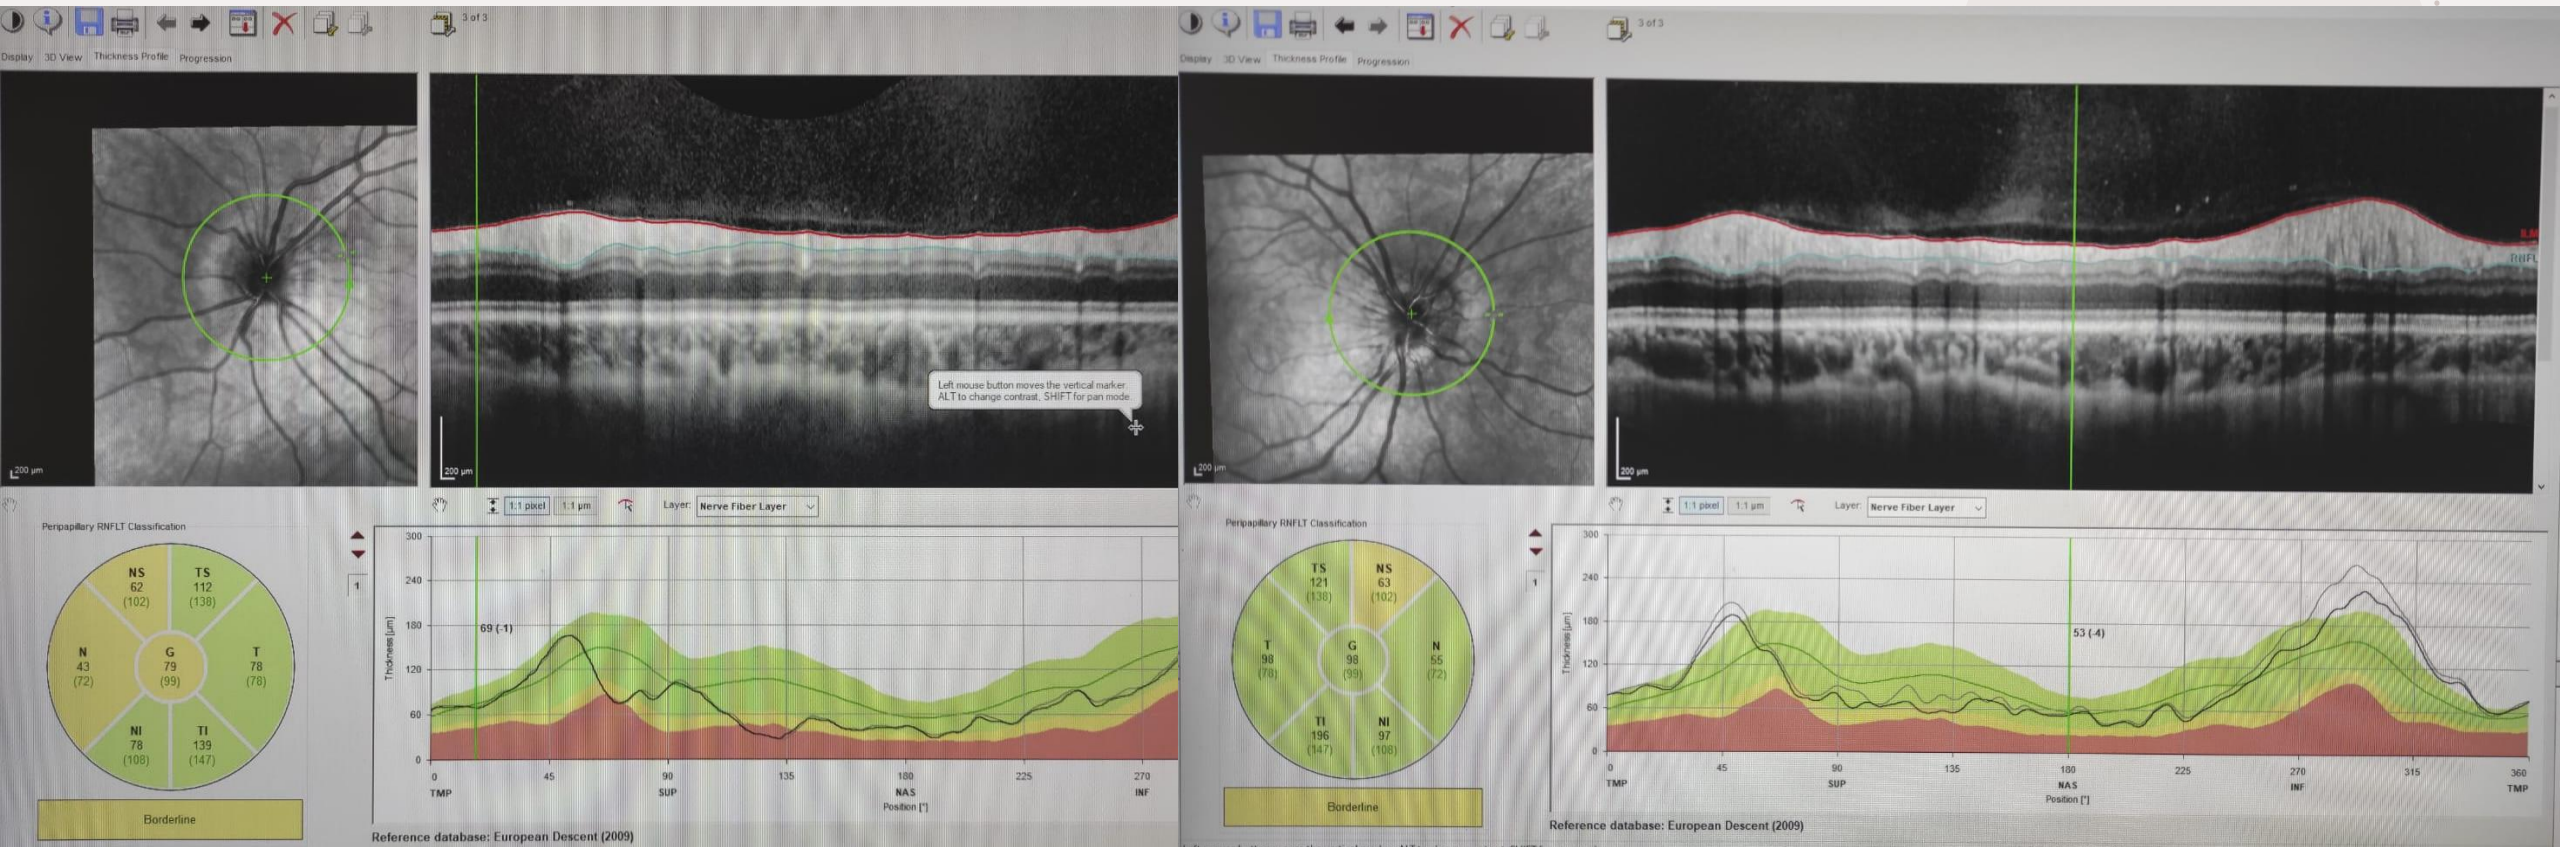 3 of 3
Display 3D View Thickness Profile Progression
200 µm
200 µm
Left mouse button moves the vertical marker.
ALT to change contrast, SHIFT for pan mode.
1:1 pixel 1:1 µm Layer: Nerve Fiber Layer
Peripapillary RNFLT Classification
NS
62
(102)
TS
112
(138)
N
43
(72)
G
79
(99)
T
78
(78)
NI
78
(108)
TI
139
(147)
Borderline
1
Thickness [µm]
300
240
180
120
60
0
69 (-1)
0 45 90 135 180 225 270
TMP SUP NAS INF
Position [°]
Reference database: European Descent (2009)
3 of 3
Display 3D View Thickness Profile Progression
200 µm
200 µm
ILM
RNFL
1:1 pixel 1:1 µm Layer: Nerve Fiber Layer
Peripapillary RNFLT Classification
TS
121
(138)
NS
63
(102)
T
98
(78)
G
98
(99)
N
55
(72)
TI
196
(147)
NI
97
(108)
Borderline
1
Thickness [µm]
300
240
180
120
60
0
53 (-4)
0 45 90 135 180 225 270 315 360
TMP SUP NAS INF TMP
Position [°]
Reference database: European Descent (2009)